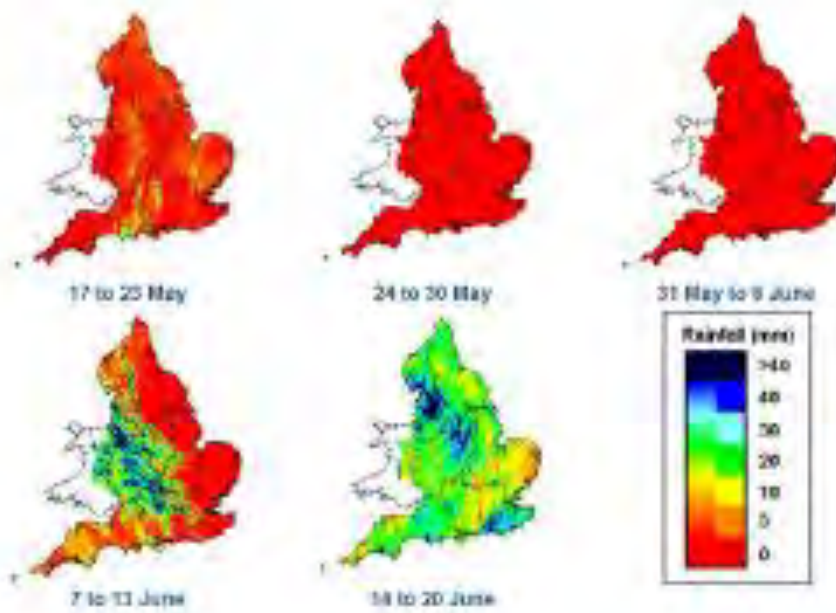 17 to 23 May
24 to 30 May
31 May to 6 June
Rainfall (mm)
>40
40
30
20
10
5
0
7 to 13 June
14 to 20 June